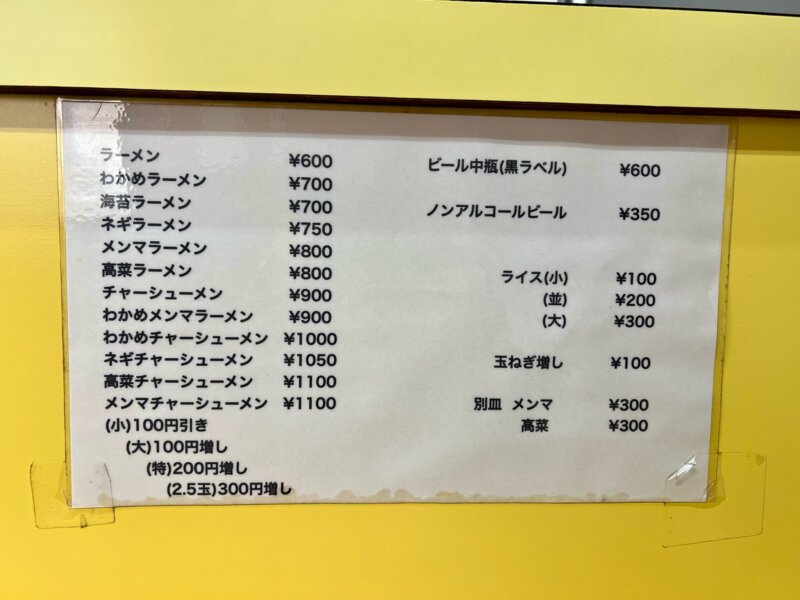 ラーメン ¥600
わかめラーメン ¥700
海苔ラーメン ¥700
ネギラーメン ¥750
メンマラーメン ¥800
高菜ラーメン ¥800
チャーシューメン ¥900
わかめメンマラーメン ¥900
わかめチャーシューメン ¥1000
ネギチャーシューメン ¥1050
高菜チャーシューメン ¥1100
メンマチャーシューメン ¥1100
(小)100円引き
(大)100円増し
(特)200円増し
(2.5玉)300円増し
ビール中瓶(黒ラベル) ¥600
ノンアルコールビール ¥350
ライス(小) ¥100
(並) ¥200
(大) ¥300
玉ねぎ増し ¥100
別皿 メンマ ¥300
高菜 ¥300